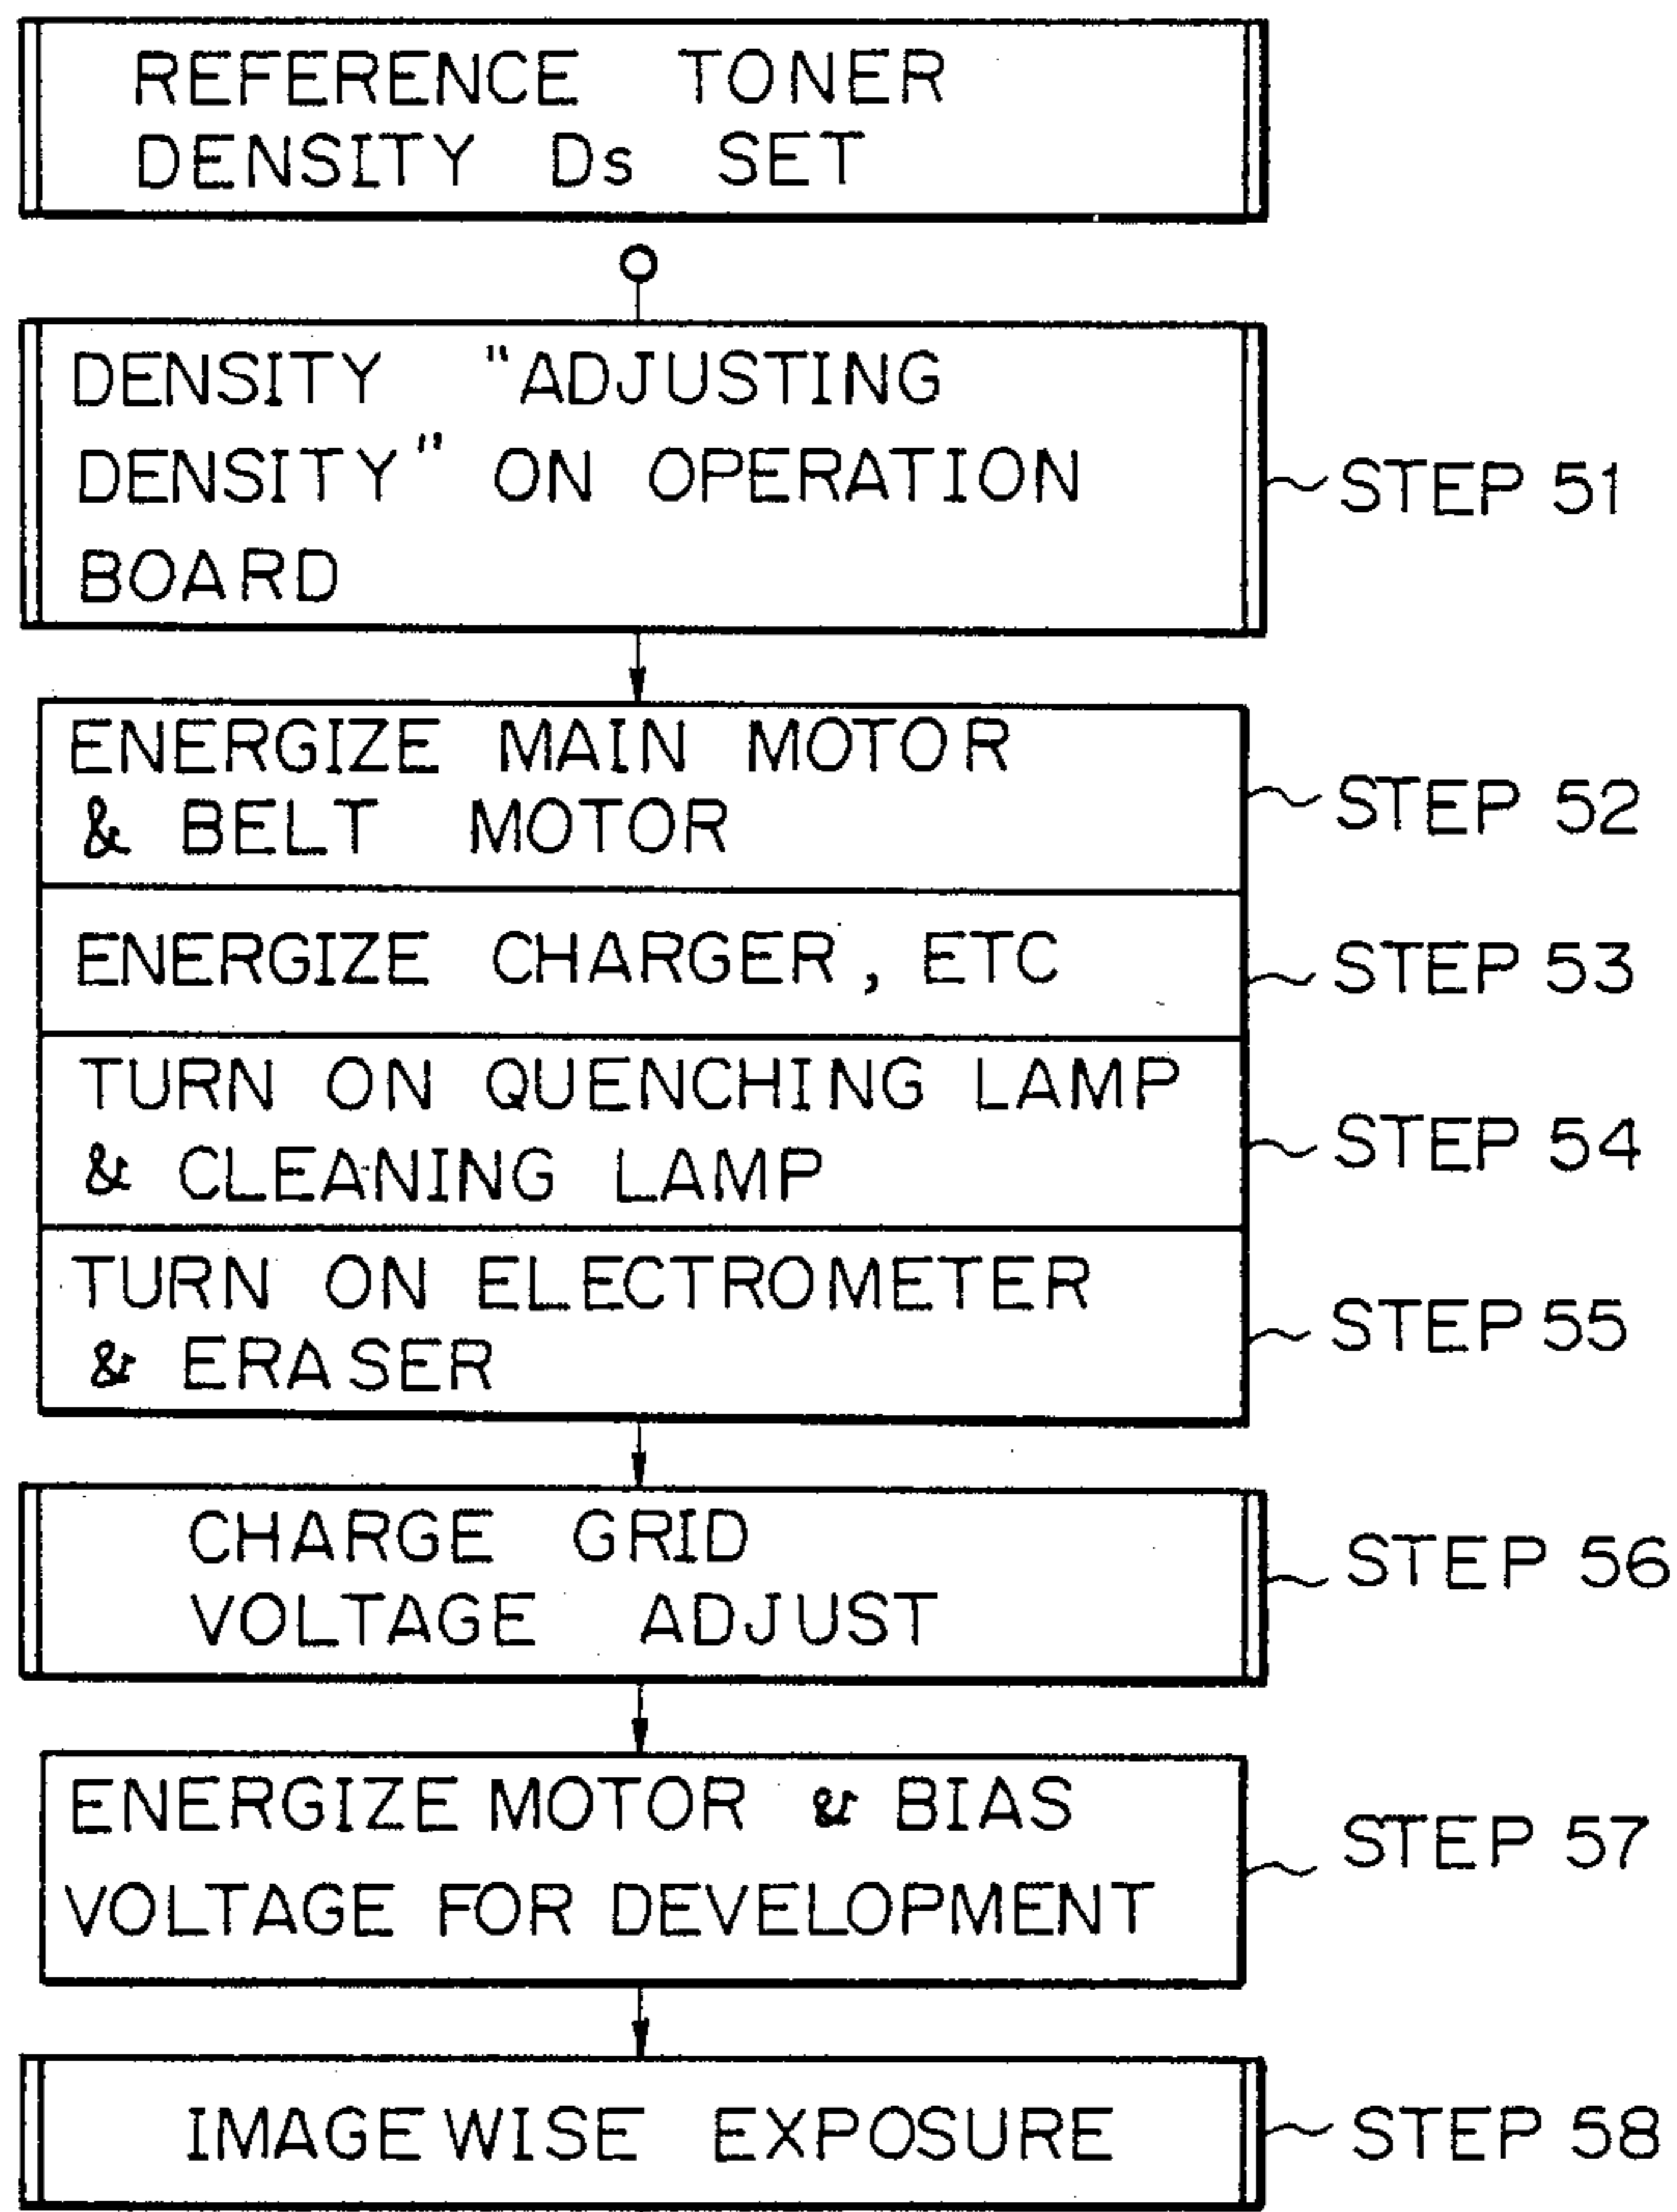 REFERENCE TONER
DENSITY Ds SET
DENSITY "ADJUSTING
DENSITY" ON OPERATION
BOARD
STEP 51
ENERGIZE MAIN MOTOR
& BELT MOTOR
STEP 52
ENERGIZE CHARGER, ETC
STEP 53
TURN ON QUENCHING LAMP
& CLEANING LAMP
STEP 54
TURN ON ELECTROMETER
& ERASER
STEP 55
CHARGE GRID
VOLTAGE ADJUST
STEP 56
ENERGIZE MOTOR & BIAS
VOLTAGE FOR DEVELOPMENT
STEP 57
IMAGEWISE EXPOSURE
STEP 58